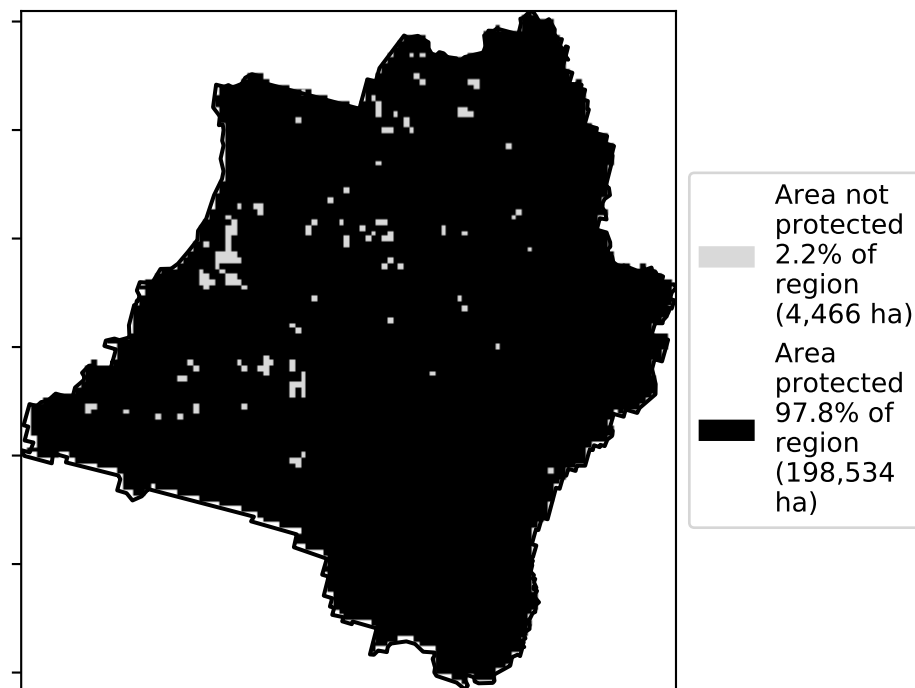 Area not
protected
2.2% of
region
(4,466 ha)
Area
protected
97.8% of
region
(198,534
ha)